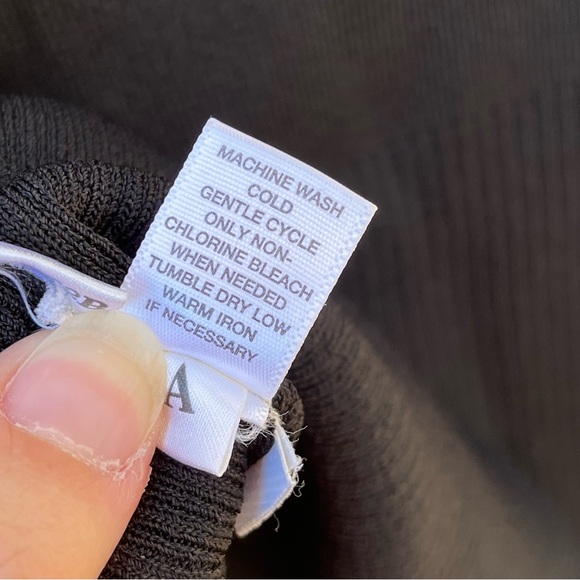 MACHINE WASH
COLD
GENTLE CYCLE
ONLY NON-
CHLORINE BLEACH
WHEN NEEDED
TUMBLE DRY LOW
WARM IRON
IF NECESSARY
A